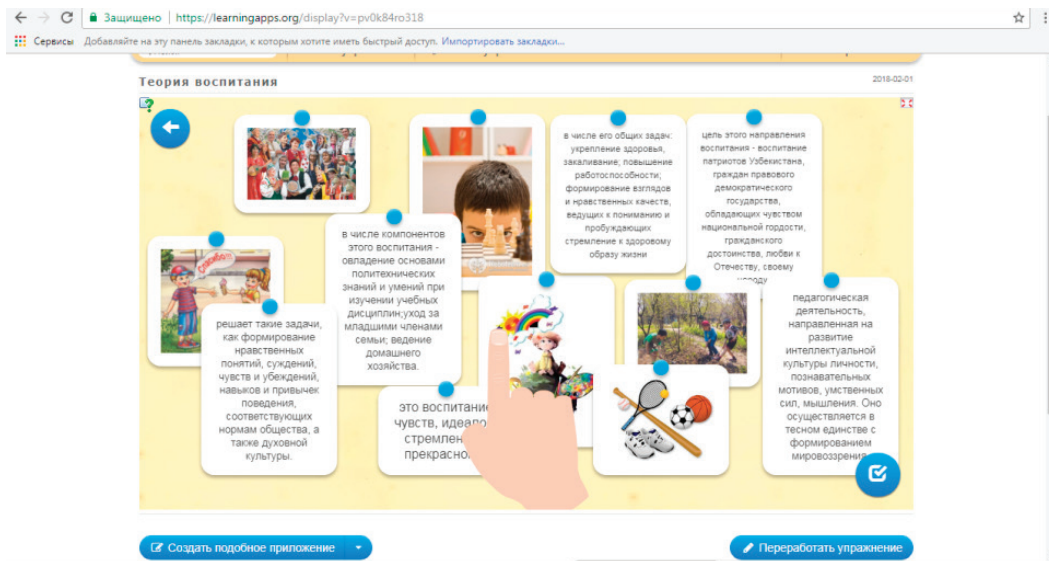 Защищено | https://learningapps.org/display?v=pv0k84ro318
Сервисы Добавляйте на эту панель закладки, к которым хотите иметь быстрый доступ. Импортировать закладки...
Теория воспитания
2018-02-01
в числе его общих задач:
укрепление здоровья,
закаливание; повышение
работоспособности;
формирование взглядов
и нравственных качеств,
ведущих к пониманию и
пробуждающих
стремление к здоровому
образу жизни
цель этого направления
воспитания - воспитание
патриотов Узбекистана,
граждан правового
демократического
государства,
обладающих чувством
национальной гордости,
гражданского
достоинства, любви к
Отечеству, своему
в числе компонентов
этого воспитания -
овладение основами
политехнических
знаний и умений при
изучении учебных
дисциплин;уход за
младшими членами
семьи; ведение
домашнего
хозяйства.
Спасибо!!!
решает такие задачи,
как формирование
нравственных
понятий, суждений,
чувств и убеждений,
навыков и привычек
поведения,
соответствующих
нормам общества, а
также духовной
культуры.
это воспитание
чувств,
педагогическая
деятельность,
направленная на
развитие
интеллектуальной
культуры личности,
познавательных
мотивов, умственных
сил, мышления. Оно
осуществляется в
тесном единстве с
формированием
мировоззрения
Создать подобное приложение
Переработать упражнение